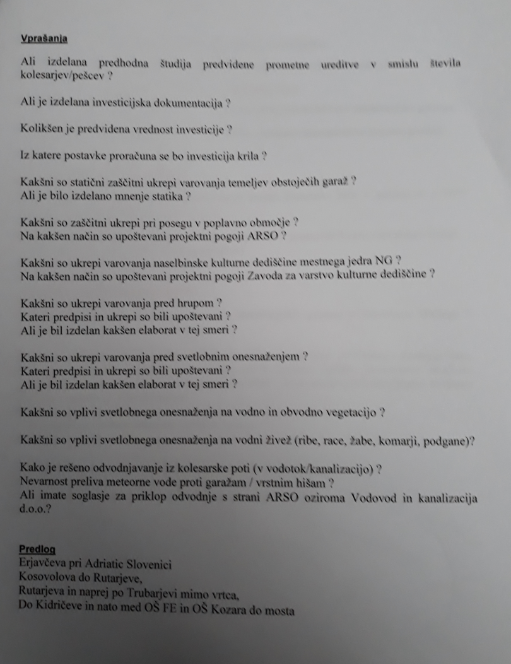 Vprašanja
Ali izdelana predhodna študija predvidene prometne ureditve v smislu števila
kolesarjev/pešcev ?
Ali je izdelana investicijska dokumentacija ?
Kolikšen je predvidena vrednost investicije ?
Iz katere postavke proračuna se bo investicija krila ?
Kakšni so statični zaščitni ukrepi varovanja temeljev obstoječih garaž ?
Ali je bilo izdelano mnenje statika ?
Kakšni so zaščitni ukrepi pri posegu v poplavno območje ?
Na kakšen način so upoštevani projektni pogoji ARSO ?
Kakšni so ukrepi varovanja naselbinske kulturne dediščine mestnega jedra NG ?
Na kakšen način so upoštevani projektni pogoji Zavoda za varstvo kulturne dediščine ?
Kakšni so ukrepi varovanja pred hrupom ?
Kateri predpisi in ukrepi so bili upoštevani ?
Ali je bil izdelan kakšen elaborat v tej smeri ?
Kakšni so ukrepi varovanja pred svetlobnim onesnaženjem ?
Kateri predpisi in ukrepi so bili upoštevani ?
Ali je bil izdelan kakšen elaborat v tej smeri ?
Kakšni so vplivi svetlobnega onesnaženja na vodno in obvodno vegetacijo ?
Kakšni so vplivi svetlobnega onesnaženja na vodni živež (ribe, race, žabe, komarji, podgane)?
Kako je rešeno odvodnjavanje iz kolesarske poti (v vodotok/kanalizacijo) ?
Nevarnost preliva meteorne vode proti garažam / vrstnim hišam ?
Ali imate soglasje za priklop odvodnje s strani ARSO oziroma Vodovod in kanalizacija
d.o.o.?
Predlog
Erjavčeva pri Adriatic Slovenici
Kosovolova do Rutarjeve,
Rutarjeva in naprej po Trubarjevi mimo vrtca,
Do Kidričeve in nato med OŠ FE in OŠ Kozara do mosta